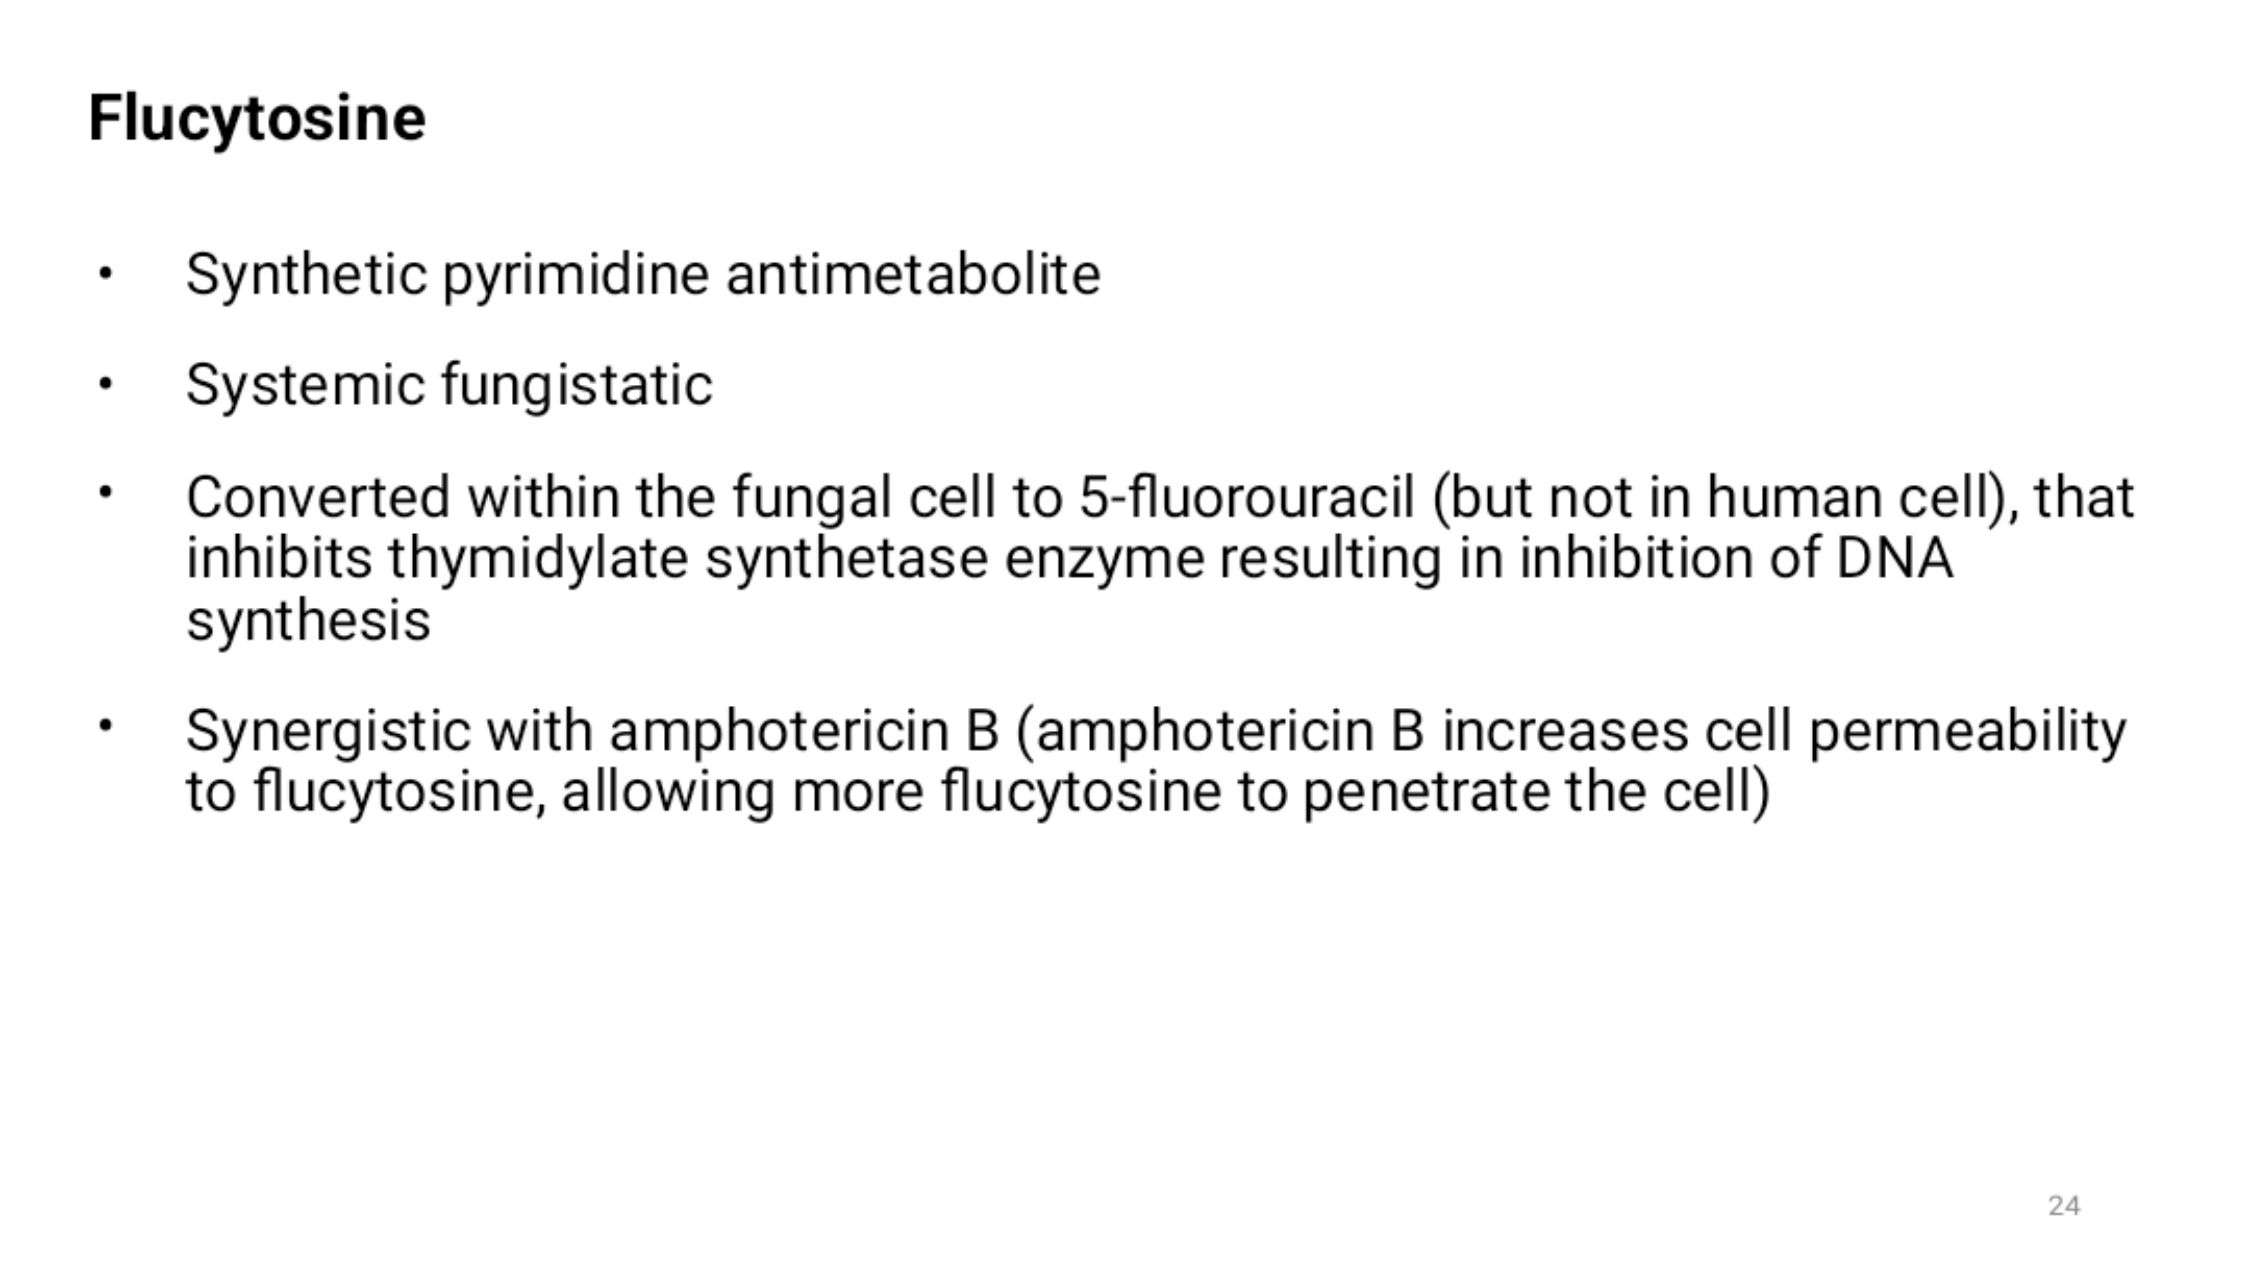 Flucytosine
• Synthetic pyrimidine antimetabolite
• Systemic fungistatic
• Converted within the fungal cell to 5-fluorouracil (but not in human cell), that
inhibits thymidylate synthetase enzyme resulting in inhibition of DNA
synthesis
• Synergistic with amphotericin B (amphotericin B increases cell permeability
to flucytosine, allowing more flucytosine to penetrate the cell)
24